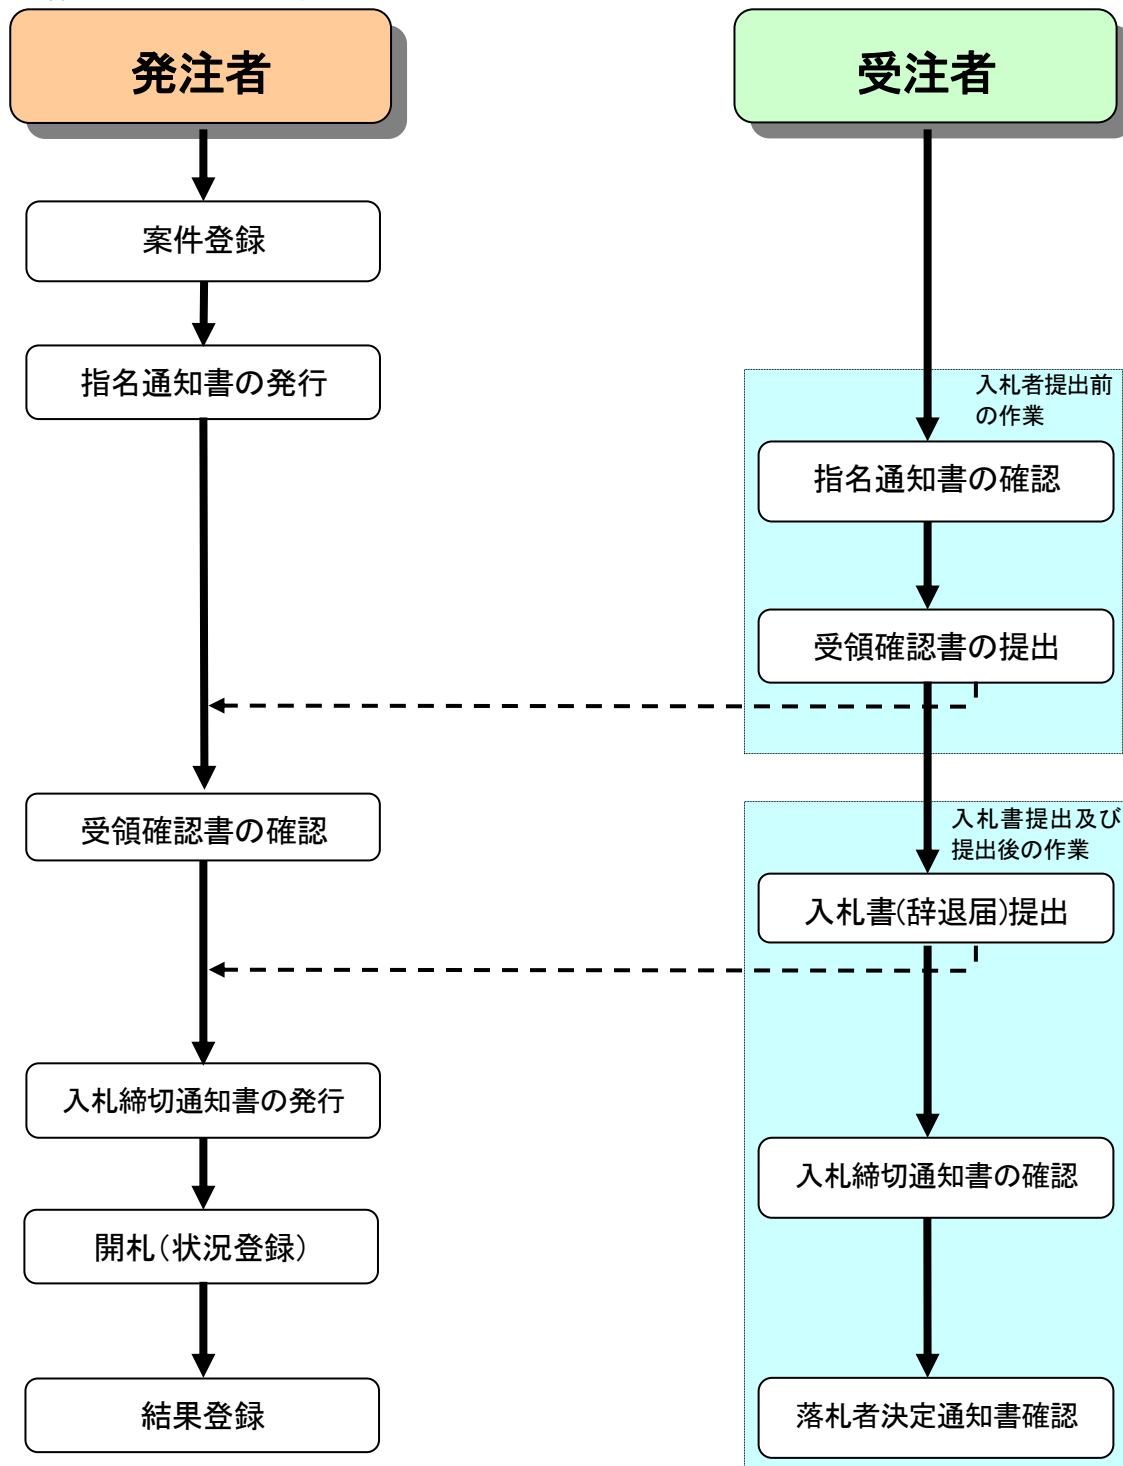 発注者
受注者
案件登録
指名通知書の発行
入札者提出前
の作業
指名通知書の確認
受領確認書の提出
受領確認書の確認
入札書提出及び
提出後の作業
入札書(辞退届)提出
入札締切通知書の発行
入札締切通知書の確認
開札(状況登録)
結果登録
落札者決定通知書確認